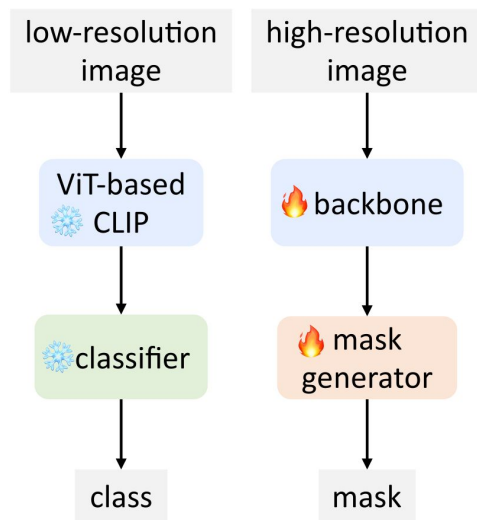 low-resolution
image
ViT-based
CLIP
classifier
class
high-resolution
image
backbone
mask
generator
mask